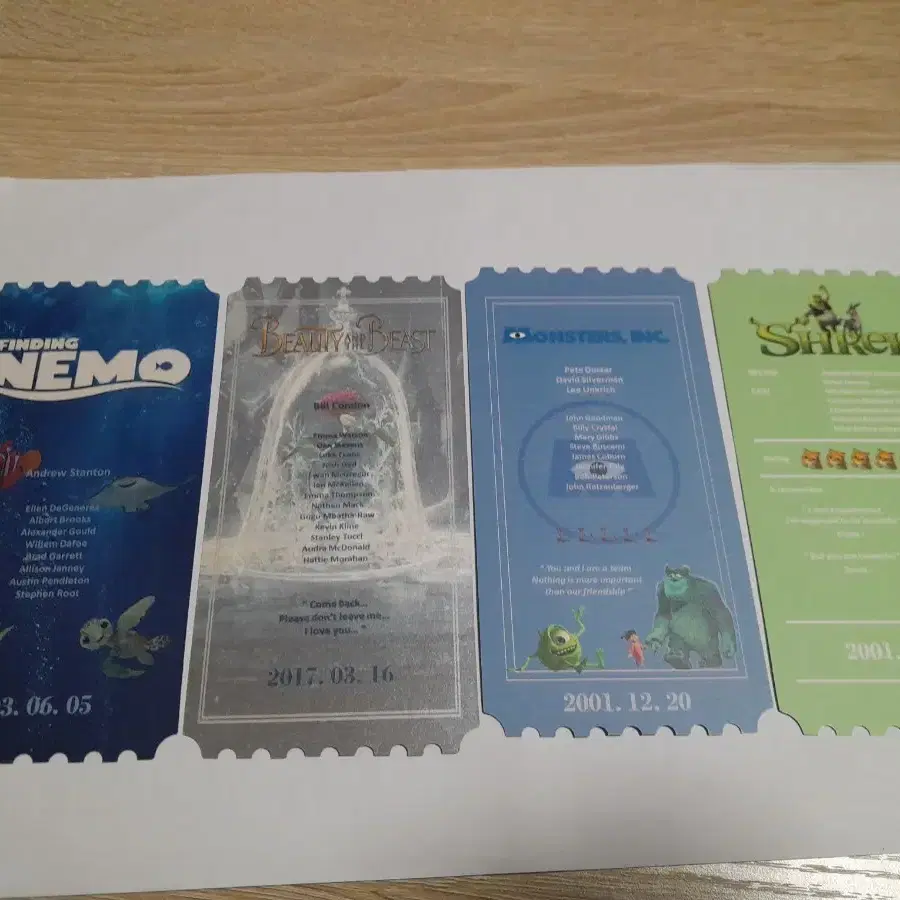 FINDING
NEMO
Andrew Stanton
Ellen DeGeneres
Albert Brooks
Alexander Gould
Willem Dafoe
Brad Garrett
Allison Janney
Austin Pendleton
Stephen Root
3. 06. 05
BEAUTY AND THE BEAST
Bill Condon
Emma Watson
Dan Stevens
Luke Evans
Josh Gad
Ewan McGregor
Ian McKellen
Emma Thompson
Nathan Mack
Gugu Mbatha-Raw
Kevin Kline
Stanley Tucci
Audra McDonald
Hattie Morahan
" Come Back...
Please don't leave me...
I love you... "
2017. 03. 16
MONSTERS, INC.
Pete Docter
David Silverman
Lee Unkrich
John Goodman
Billy Crystal
Mary Gibbs
Steve Buscemi
James Coburn
Jennifer Tilly
Bob Peterson
John Ratzenberger
" You and I are a team
Nothing is more important
than our friendship "
2001. 12. 20
SHRE
2001.